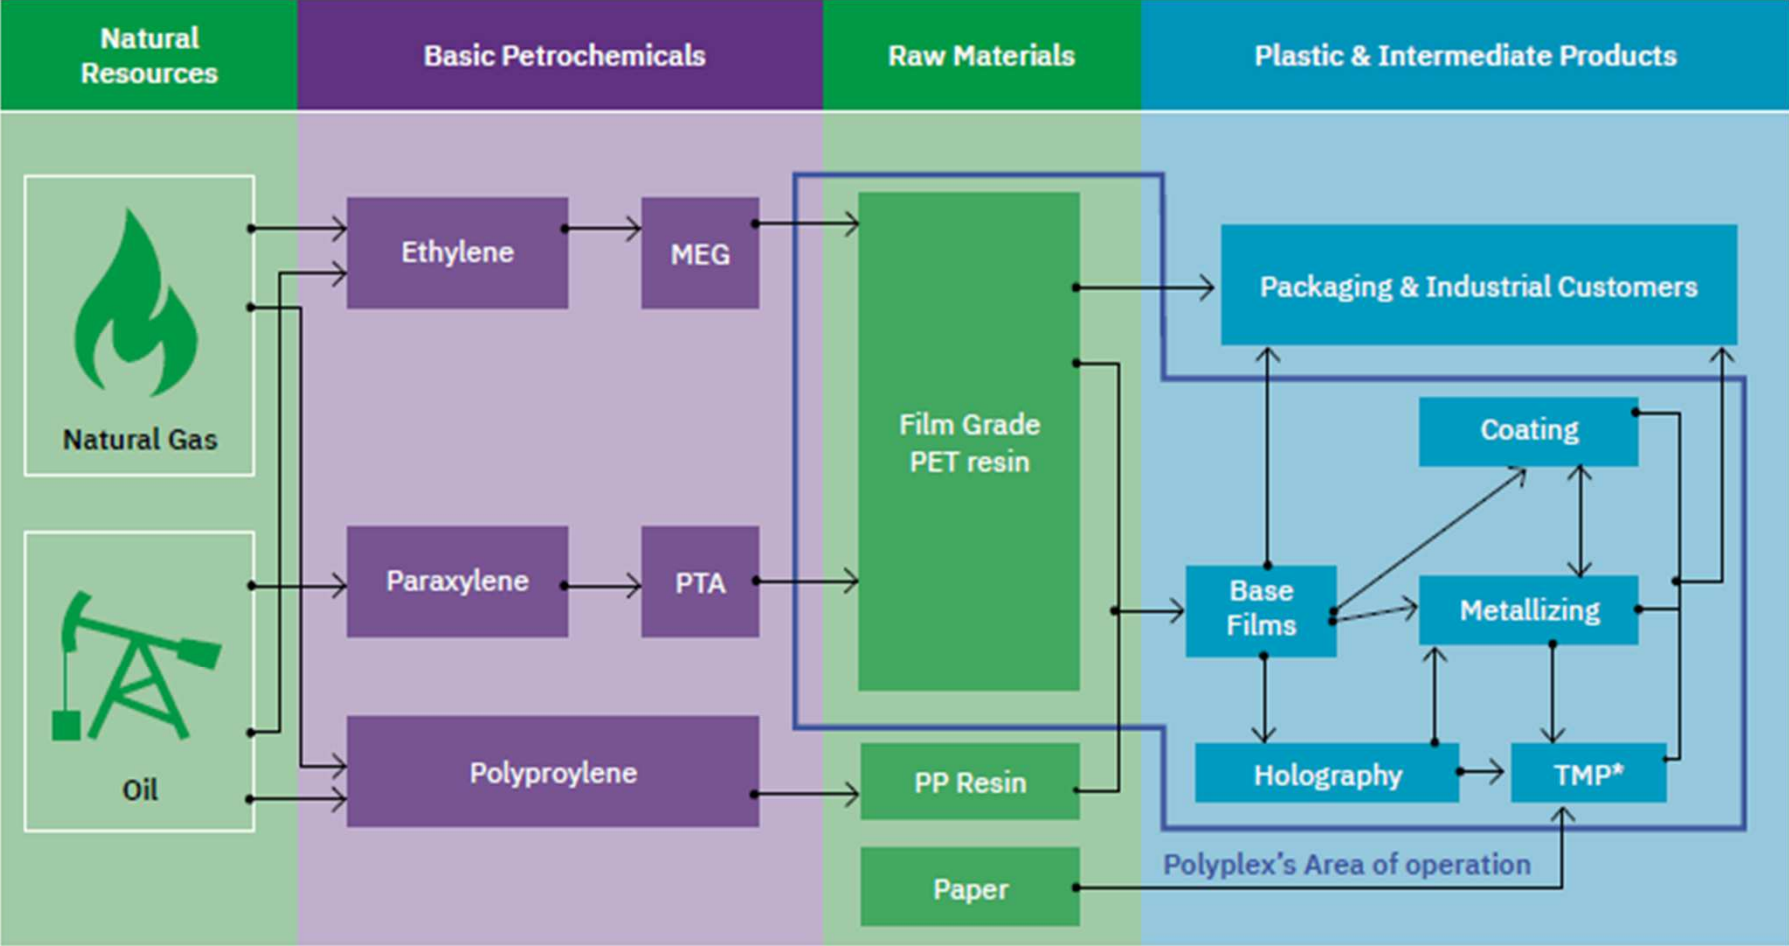 Natural
Resources
Basic Petrochemicals
Raw Materials
Plastic & Intermediate Products
Natural Gas
Oil
Ethylene
MEG
Paraxylene
PTA
Polyproylene
Film Grade
PET resin
PP Resin
Paper
Packaging & Industrial Customers
Coating
Base
Films
Metallizing
Holography
TMP*
Polyplex’s Area of operation